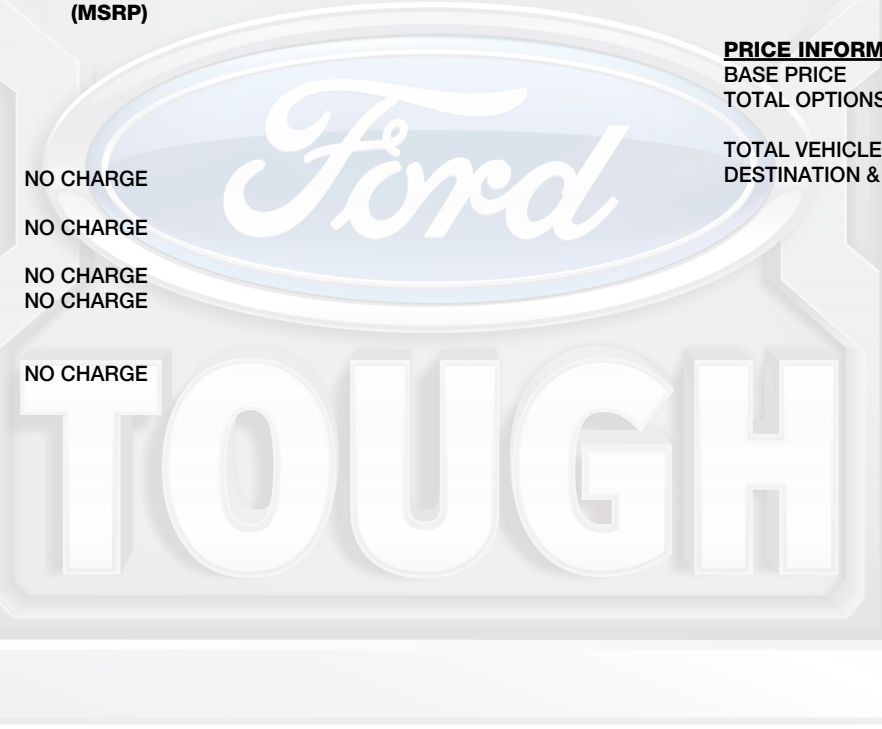 (MSRP)
NO CHARGE
NO CHARGE
NO CHARGE
NO CHARGE
NO CHARGE
PRICE INFORM
BASE PRICE
TOTAL OPTIONS
TOTAL VEHICLE
DESTINATION &
Ford
TOUGH